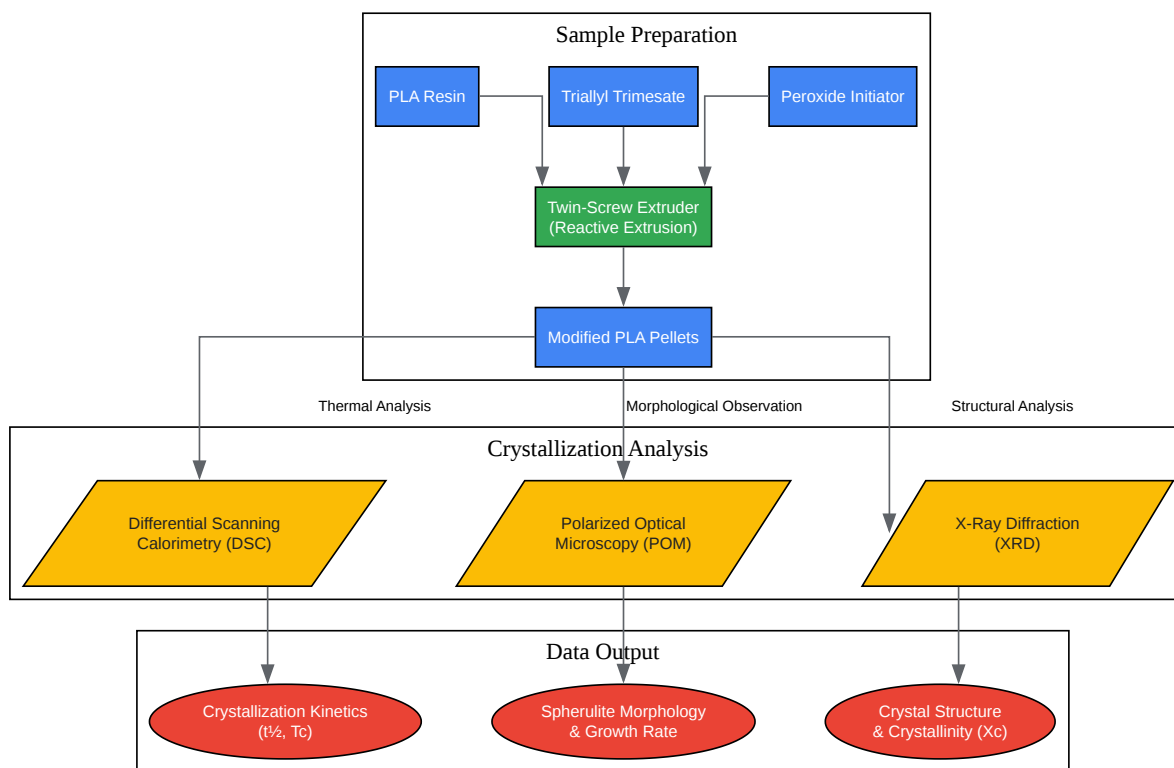 Sample Preparation
PLA Resin
Triallyl Trimesate
Peroxide Initiator
Twin-Screw Extruder
(Reactive Extrusion)
Modified PLA Pellets
Thermal Analysis
Morphological Observation
Structural Analysis
Crystallization Analysis
Differential Scanning
Calorimetry (DSC)
Polarized Optical
Microscopy (POM)
X-Ray Diffraction
(XRD)
Data Output
Crystallization Kinetics
(t½, Tc)
Spherulite Morphology
& Growth Rate
Crystal Structure
& Crystallinity (Xc)